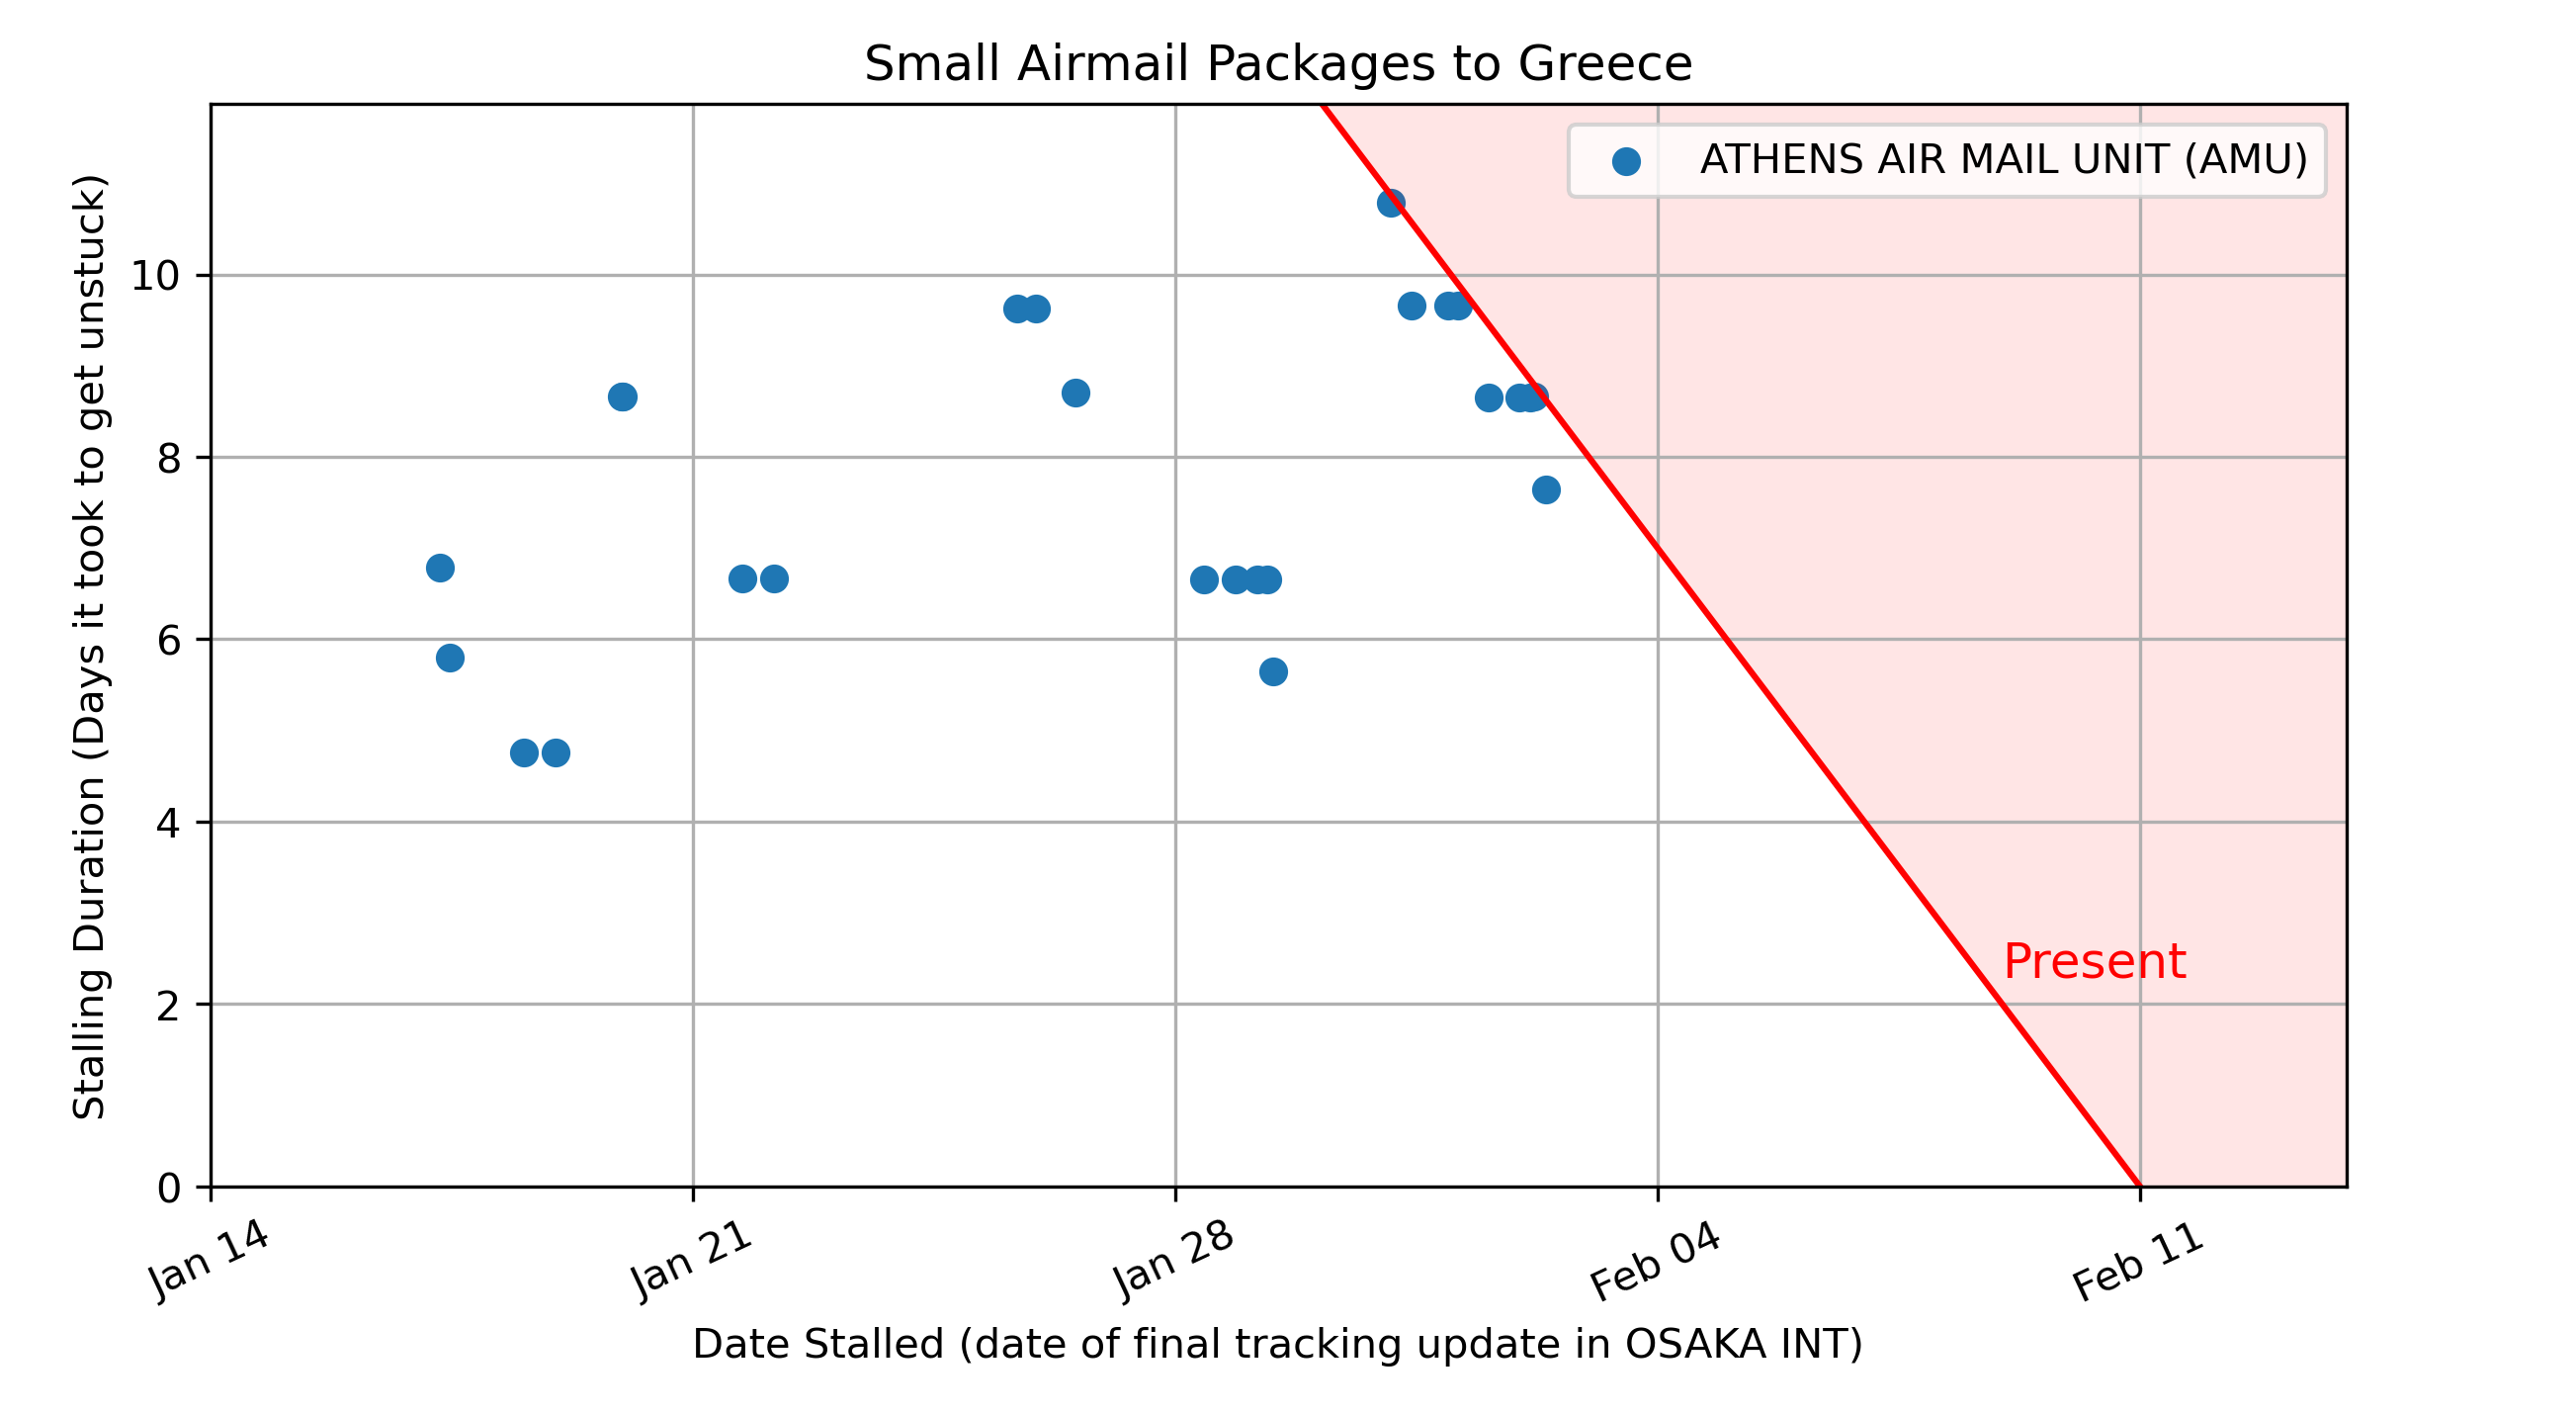 Small Airmail Packages to Greece
ATHENS AIR MAIL UNIT (AMU)
Stalling Duration (Days it took to get unstuck)
10
8
6
4
2
0
Present
Jan 14
Jan 21
Jan 28
Feb 04
Feb 11
Date Stalled (date of final tracking update in OSAKA INT)